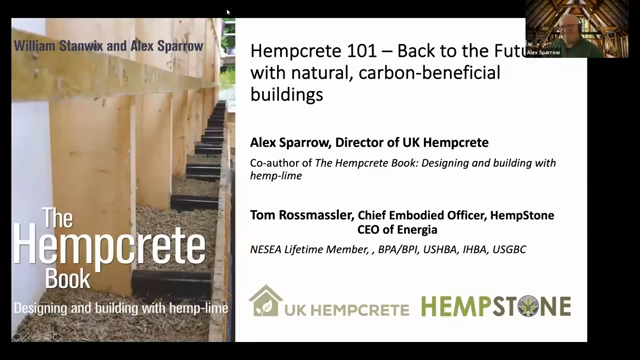 William Stanwix and Alex Sparrow
The
Hempcrete
Book
Designing and building with hemp-lime
Hempcrete 101 – Back to the Futu
with natural, carbon-beneficial
buildings
Alex Sparrow, Director of UK Hempcrete
Co-author of The Hempcrete Book: Designing and building with
hemp-lime
Tom Rossmassler, Chief Embodied Officer, HempStone
CEO of Energia
NESEA Lifetime Member, , BPA/BPI, USHBA, IHBA, USGBC
UK HEMPCRETE
HEMPSTONE
Alex Sparrow